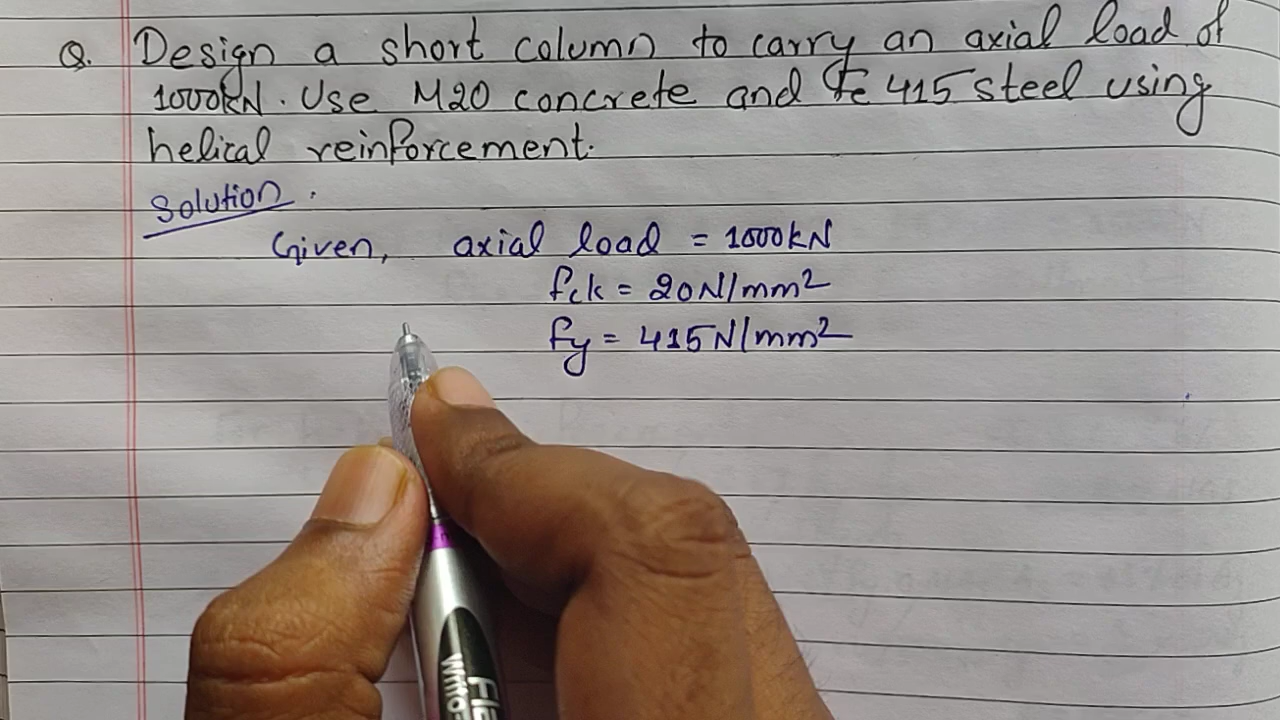 Q. Design a short column to carry an axial load of
1000kN. Use M20 concrete and Fe 415 steel using
helical reinforcement.
Solution.
Given, axial load = 1000kN
fck = 20N/mm²
fy = 415N/mm²